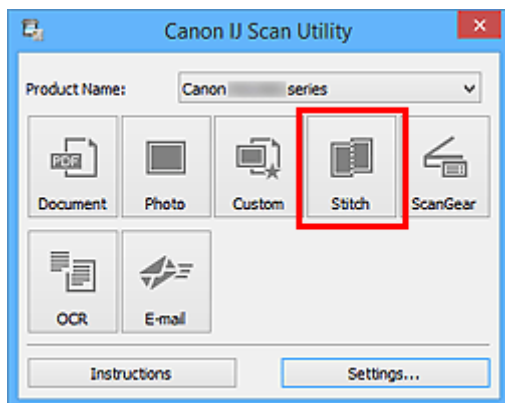 Canon IJ Scan Utility
Product Name: Canon series
PDF
Document Photo Custom Stitch ScanGear
OCR E-mail
Instructions Settings...